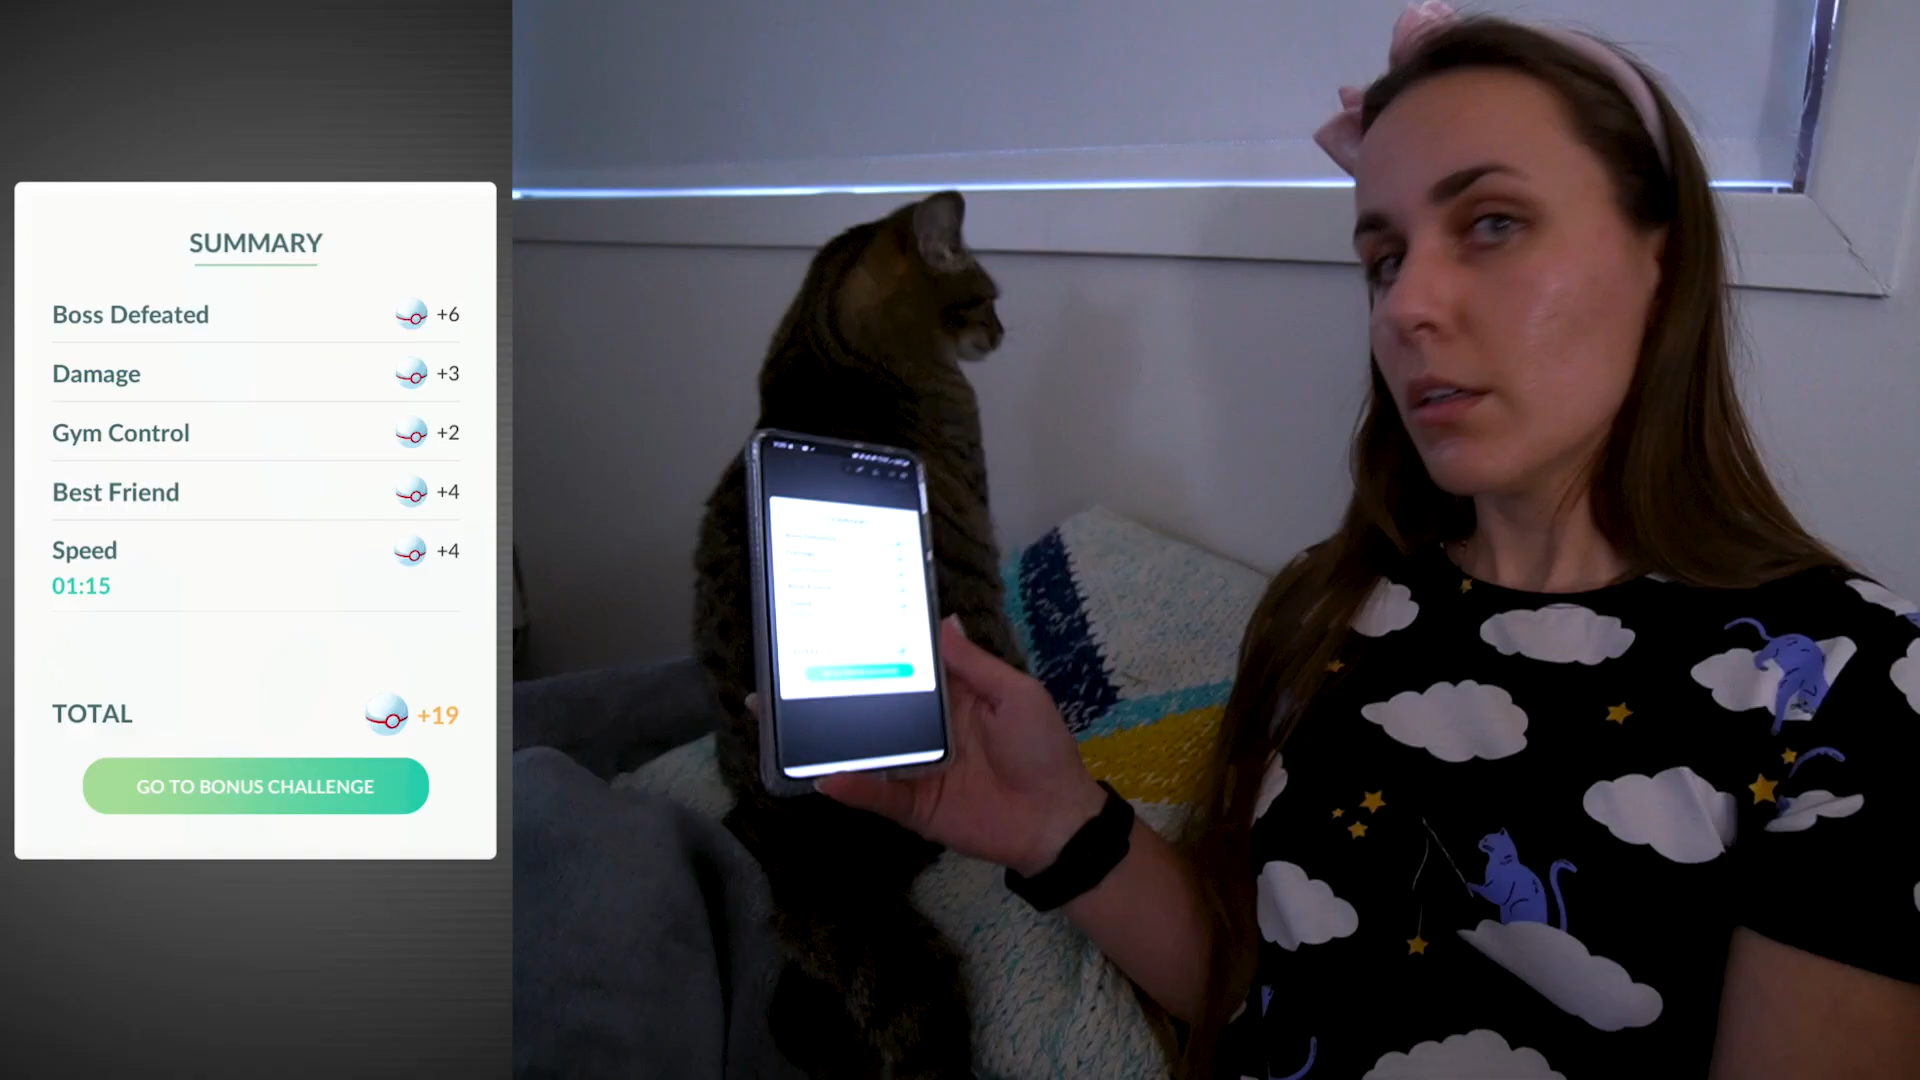 SUMMARY
Boss Defeated +6
Damage +3
Gym Control +2
Best Friend +4
Speed +4
01:15
TOTAL +19
GO TO BONUS CHALLENGE